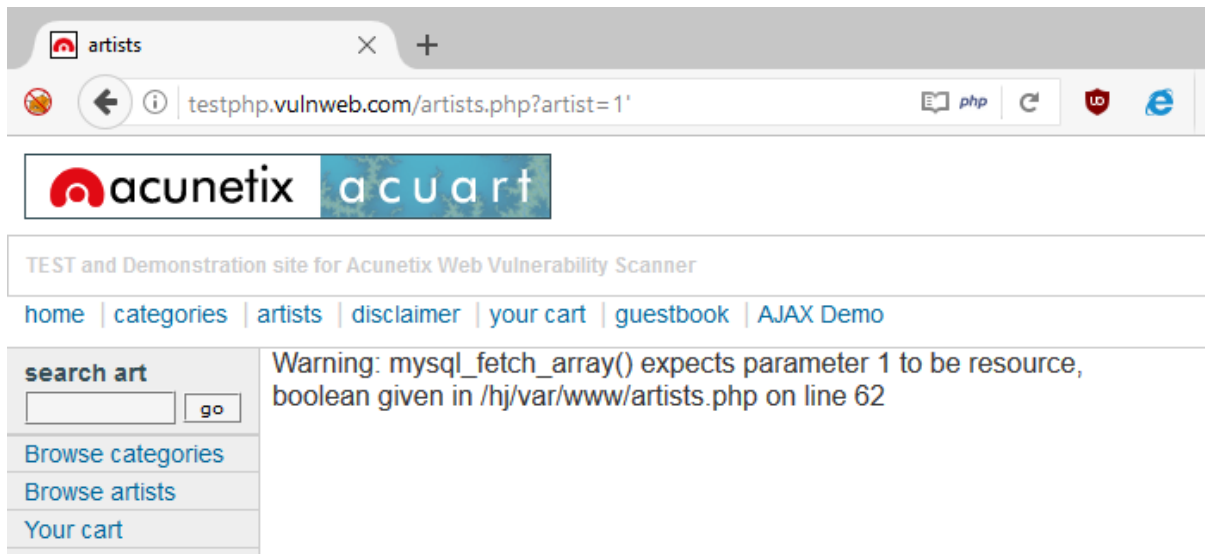 artists
testphp.vulnweb.com/artists.php?artist=1'
php
acunetix acuart
TEST and Demonstration site for Acunetix Web Vulnerability Scanner
home | categories | artists | disclaimer | your cart | guestbook | AJAX Demo
search art
go
Warning: mysql_fetch_array() expects parameter 1 to be resource,
boolean given in /hj/var/www/artists.php on line 62
Browse categories
Browse artists
Your cart